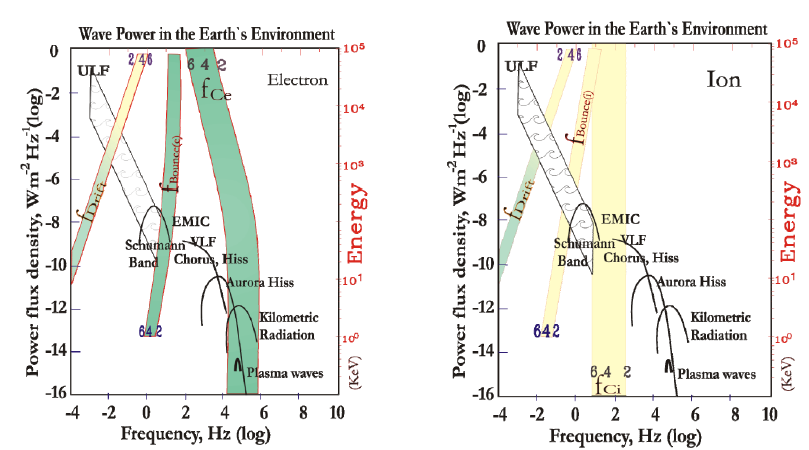 Wave Power in the Earth`s Environment
0
-2
-4
-6
-8
-10
-12
-14
-16
Power flux density, Wm-2 Hz-1(log)
ULF
2 4 6
6 4 2
fCe
Electron
fDrift
fBounce(e)
EMIC
Schumann
Band
VLF
Chorus, Hiss
Aurora Hiss
Kilometric
Radiation
Plasma waves
6 4 2
10⁵
10⁴
10³
10¹
10⁰
Energy
(KeV)
-4 -2 0 2 4 6 8 10
Frequency, Hz (log)
Wave Power in the Earth`s Environment
0
-2
-4
-6
-8
-10
-12
-14
-16
Power flux density, Wm-2 Hz-1(log)
ULF
2 4 6
Ion
fDrift
fBounce(i)
EMIC
Schumann
Band
VLF
Chorus, Hiss
Aurora Hiss
Kilometric
Radiation
Plasma waves
6 4 2
6 4 2
fCi
10⁵
10⁴
10³
10¹
10⁰
Energy
(KeV)
-4 -2 0 2 4 6 8 10
Frequency, Hz (log)